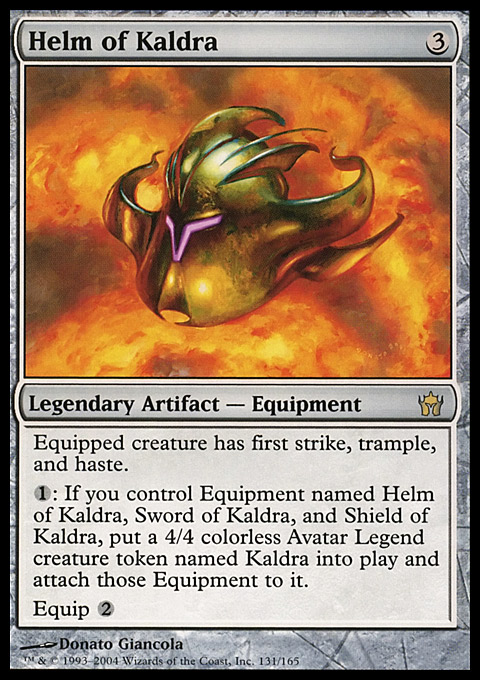 Helm of Kaldra 3
Legendary Artifact — Equipment
Equipped creature has first strike, trample,
and haste.
1: If you control Equipment named Helm
of Kaldra, Sword of Kaldra, and Shield of
Kaldra, put a 4/4 colorless Avatar Legend
creature token named Kaldra into play and
attach those Equipment to it.
Equip 2
Donato Giancola
™ & © 1993–2004 Wizards of the Coast, Inc. 131/165